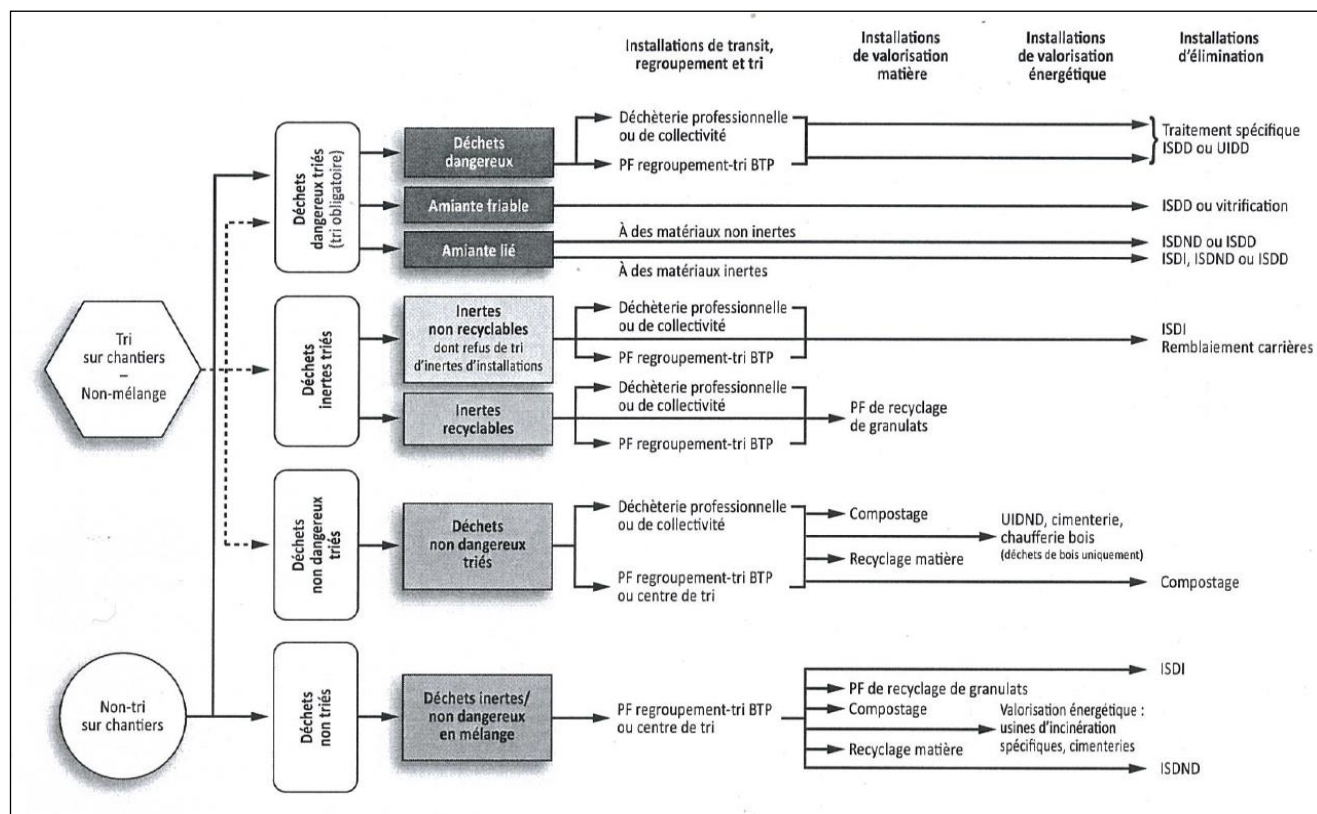 Installations de transit,
regroupement et tri
Installations
de valorisation
matière
Installations
de valorisation
énergétique
Installations
d'élimination
Tri
sur chantiers
–
Non-mélange
Non-tri
sur chantiers
Déchets
dangereux triés
(tri obligatoire)
Déchets
dangereux
Déchèterie professionnelle
ou de collectivité
PF regroupement-tri BTP
Traitement spécifique
ISDD ou UIDD
Amiante friable
ISDD ou vitrification
Amiante lié
À des matériaux non inertes
ISDND ou ISDD
À des matériaux inertes
ISDI, ISDND ou ISDD
Déchets
inertes triés
Inertes
non recyclables
dont refus de tri
d'inertes d'installations
Déchèterie professionnelle
ou de collectivité
PF regroupement-tri BTP
ISDI
Remblaiement carrières
Inertes
recyclables
Déchèterie professionnelle
ou de collectivité
PF regroupement-tri BTP
PF de recyclage
de granulats
Déchets
non dangereux
triés
Déchets
non dangereux
triés
Déchèterie professionnelle
ou de collectivité
PF regroupement-tri BTP
ou centre de tri
Compostage
UIDND, cimenterie,
chaufferie bois
(déchets de bois uniquement)
Recyclage matière
Compostage
Déchets
non triés
Déchets inertes/
non dangereux
en mélange
PF regroupement-tri BTP
ou centre de tri
ISDI
PF de recyclage de granulats
Compostage
Valorisation énergétique :
usines d'incinération
spécifiques, cimenteries
Recyclage matière
ISDND